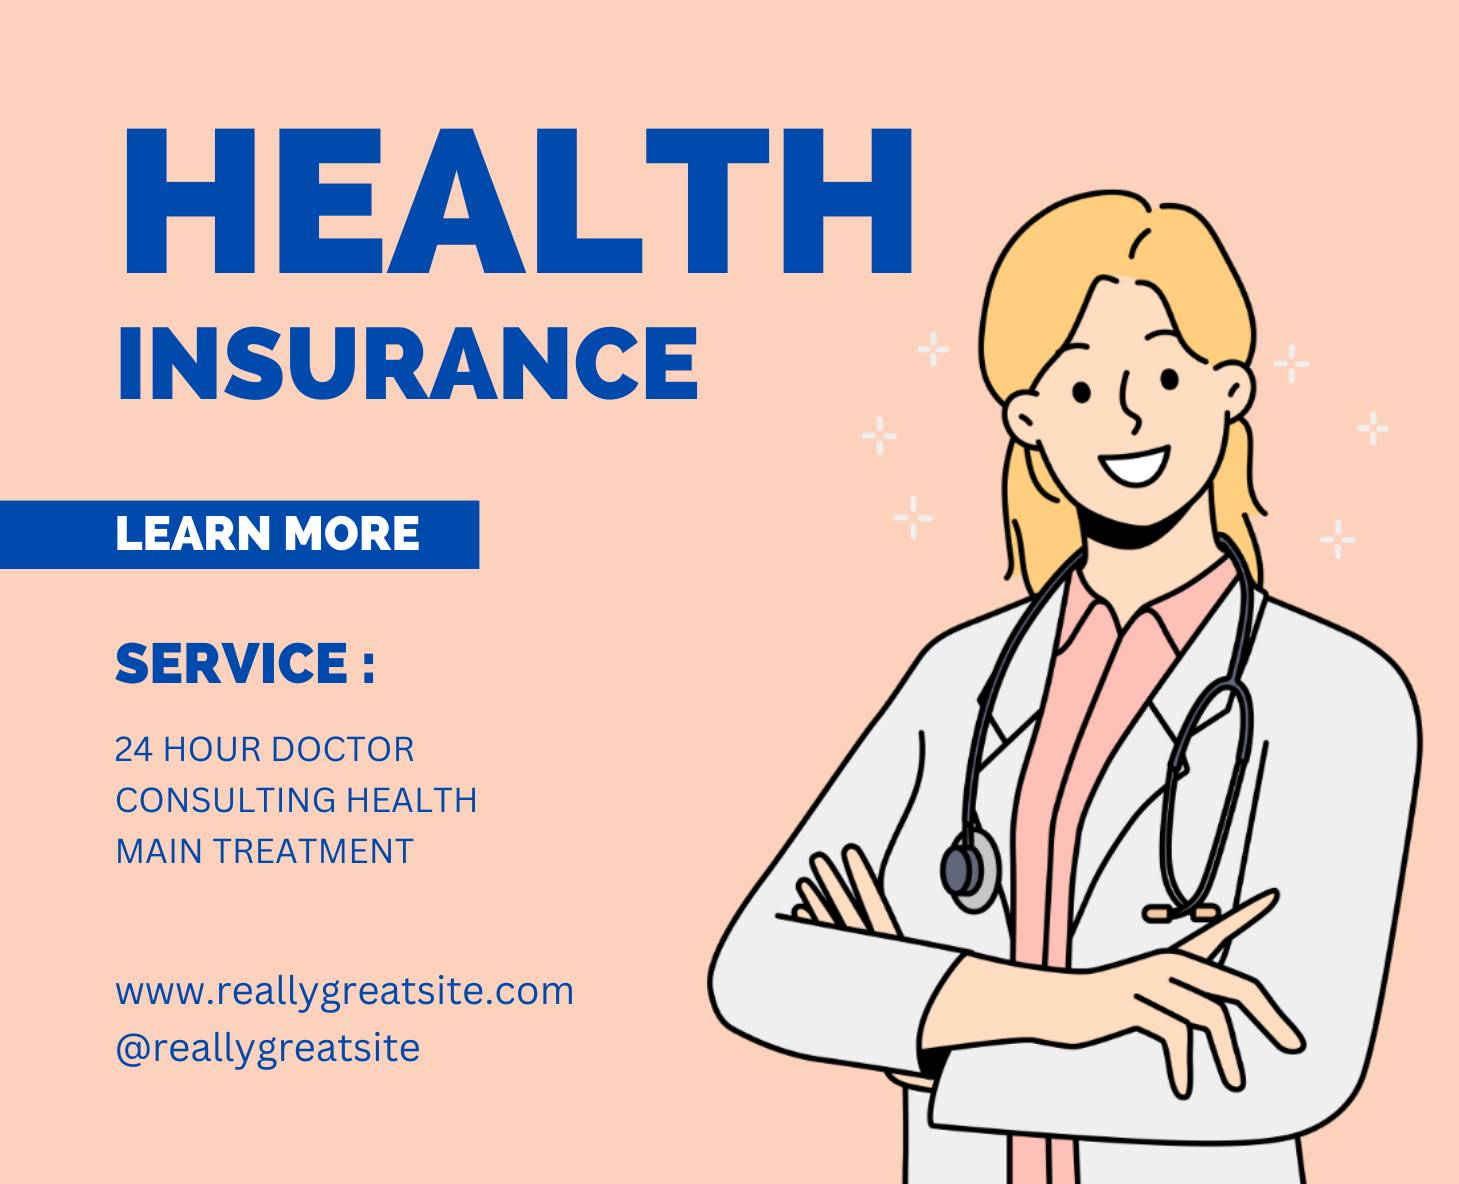 HEALTH
INSURANCE
LEARN MORE
SERVICE :
24 HOUR DOCTOR
CONSULTING HEALTH
MAIN TREATMENT
www.reallygreatsite.com
@reallygreatsite